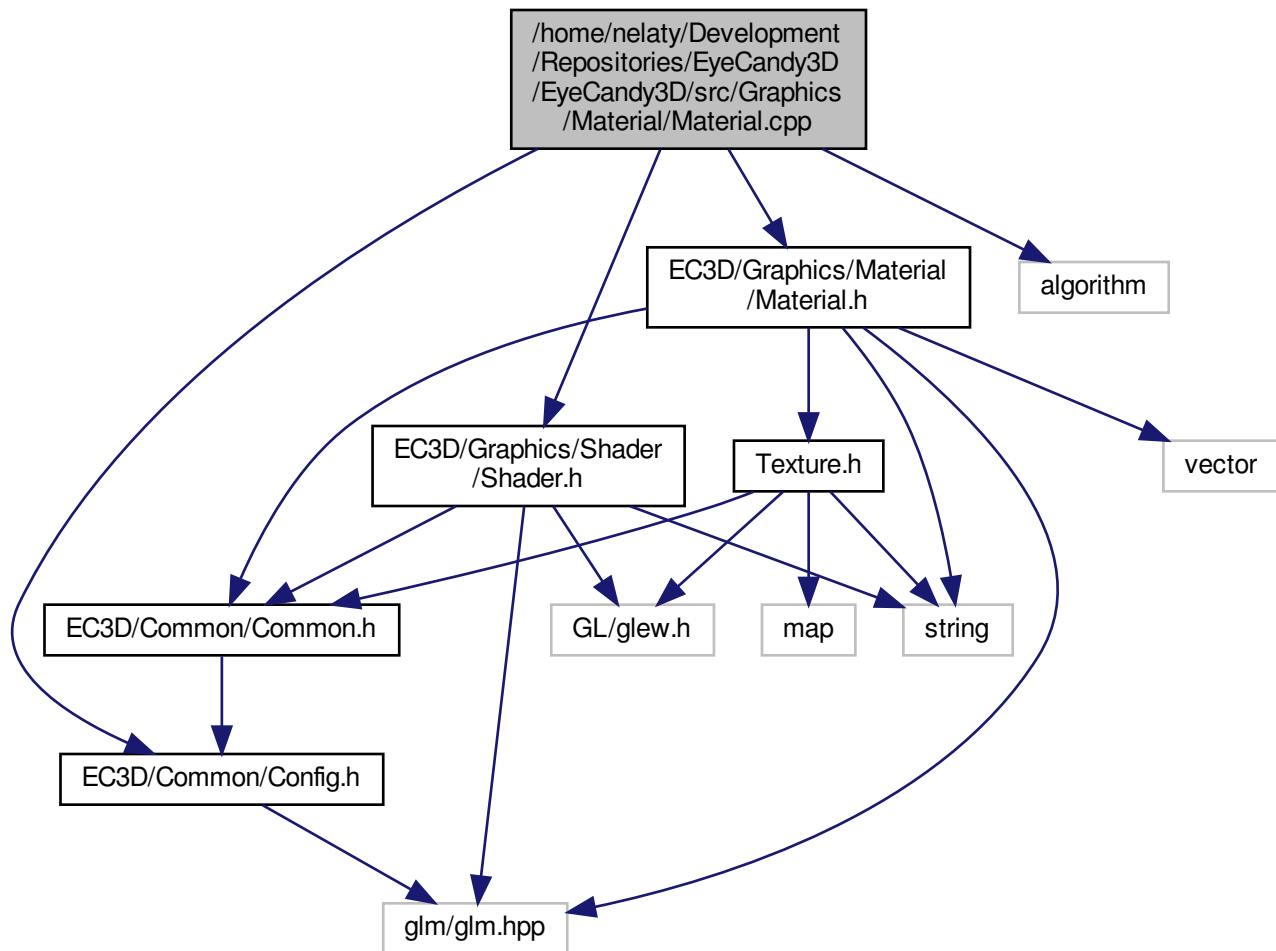 /home/nelaty/Development
/Repositories/EyeCandy3D
/EyeCandy3D/src/Graphics
/Material/Material.cpp
EC3D/Graphics/Material
/Material.h
algorithm
EC3D/Graphics/Shader
/Shader.h
Texture.h
vector
EC3D/Common/Common.h
GL/glew.h
map
string
EC3D/Common/Config.h
glm/glm.hpp